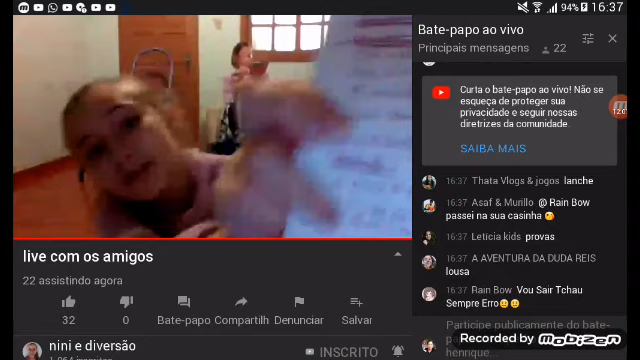 94% 16:37
Bate-papo ao vivo
Principais mensagens 22
Curta o bate-papo ao vivo! Não se
esqueça de proteger sua
privacidade e seguir nossas
diretrizes da comunidade.
SAIBA MAIS
12:0
16:37 Thata Vlogs & jogos lanche
16:37 Asaf & Murillo @ Rain Bow
passei na sua casinha
16:37 Letícia kids provas
16:37 A AVENTURA DA DUDA REIS
lousa
16:37 Rain Bow Vou Sair Tchau
Sempre Erro
Participe publicamente do bate-
henrique...
live com os amigos
22 assistindo agora
32 0 Bate-papo Compartilh Denunciar Salvar
nini e diversão
INSCRITO
Recorded by Mobizen